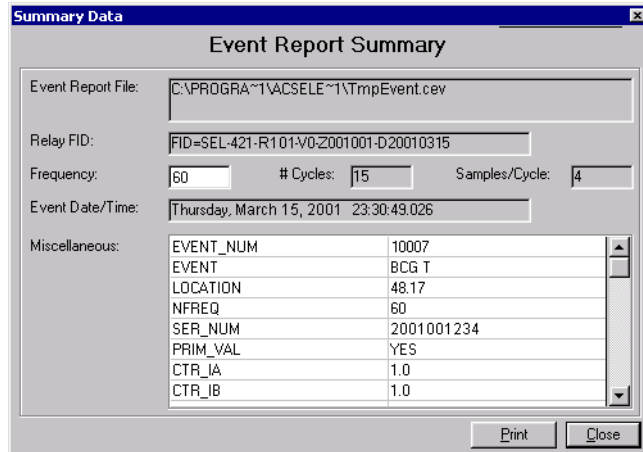 Summary Data
Event Report Summary
Event Report File: C:\PROGRA~1\ACSELE~1\TmpEvent.cev
Relay FID: FID=SEL-421-R101-V0-Z001001-D20010315
Frequency: 60 # Cycles: 15 Samples/Cycle: 4
Event Date/Time: Thursday, March 15, 2001 23:30:49.026
Miscellaneous: EVENT_NUM 10007
EVENT BCG T
LOCATION 48.17
NFREQ 60
SER_NUM 2001001234
PRIM_VAL YES
CTR_IA 1.0
CTR_IB 1.0
Print Close